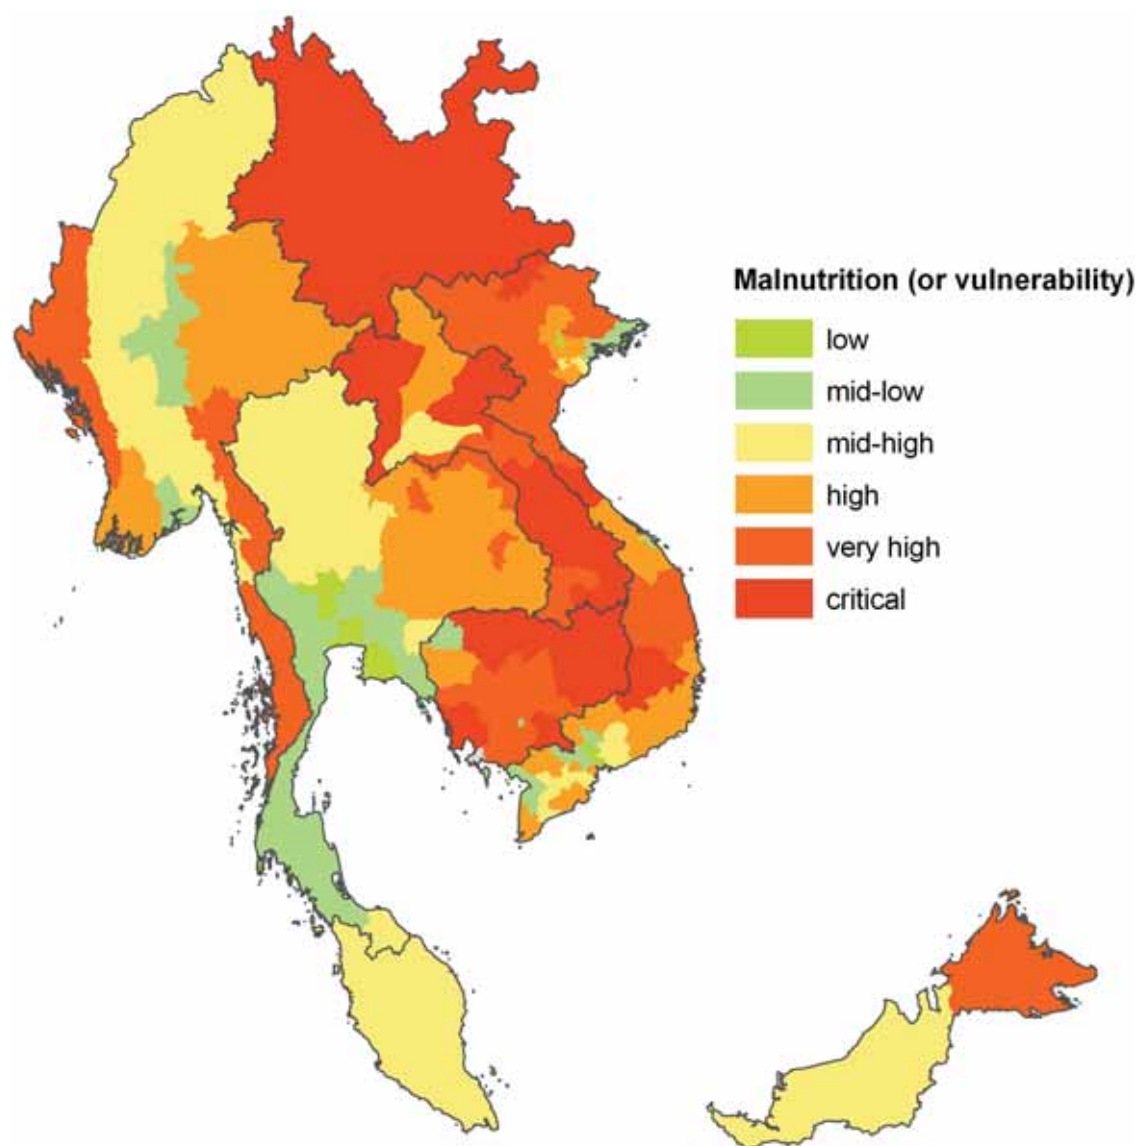 Malnutrition (or vulnerability)
low
mid-low
mid-high
high
very high
critical